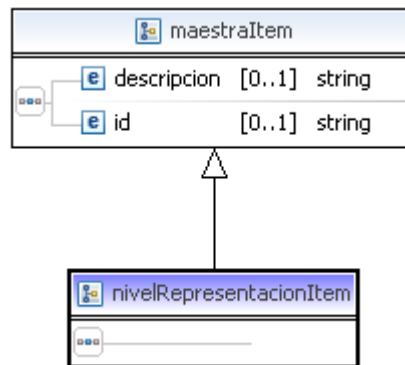 maestraItem
e descripcion [0..1] string
e id [0..1] string
nivelRepresentacionItem